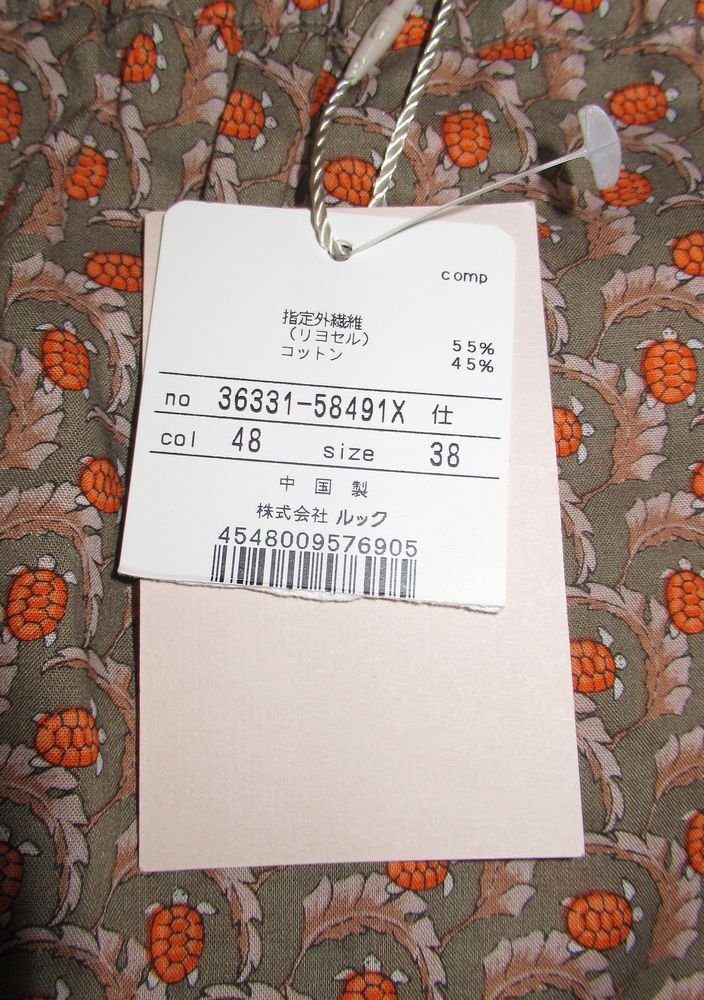 comp
指定外繊維
（リヨセル） 55%
コットン 45%
no 36331-58491X 仕
col 48 size 38
中国製
株式会社 ルック
4548009576905